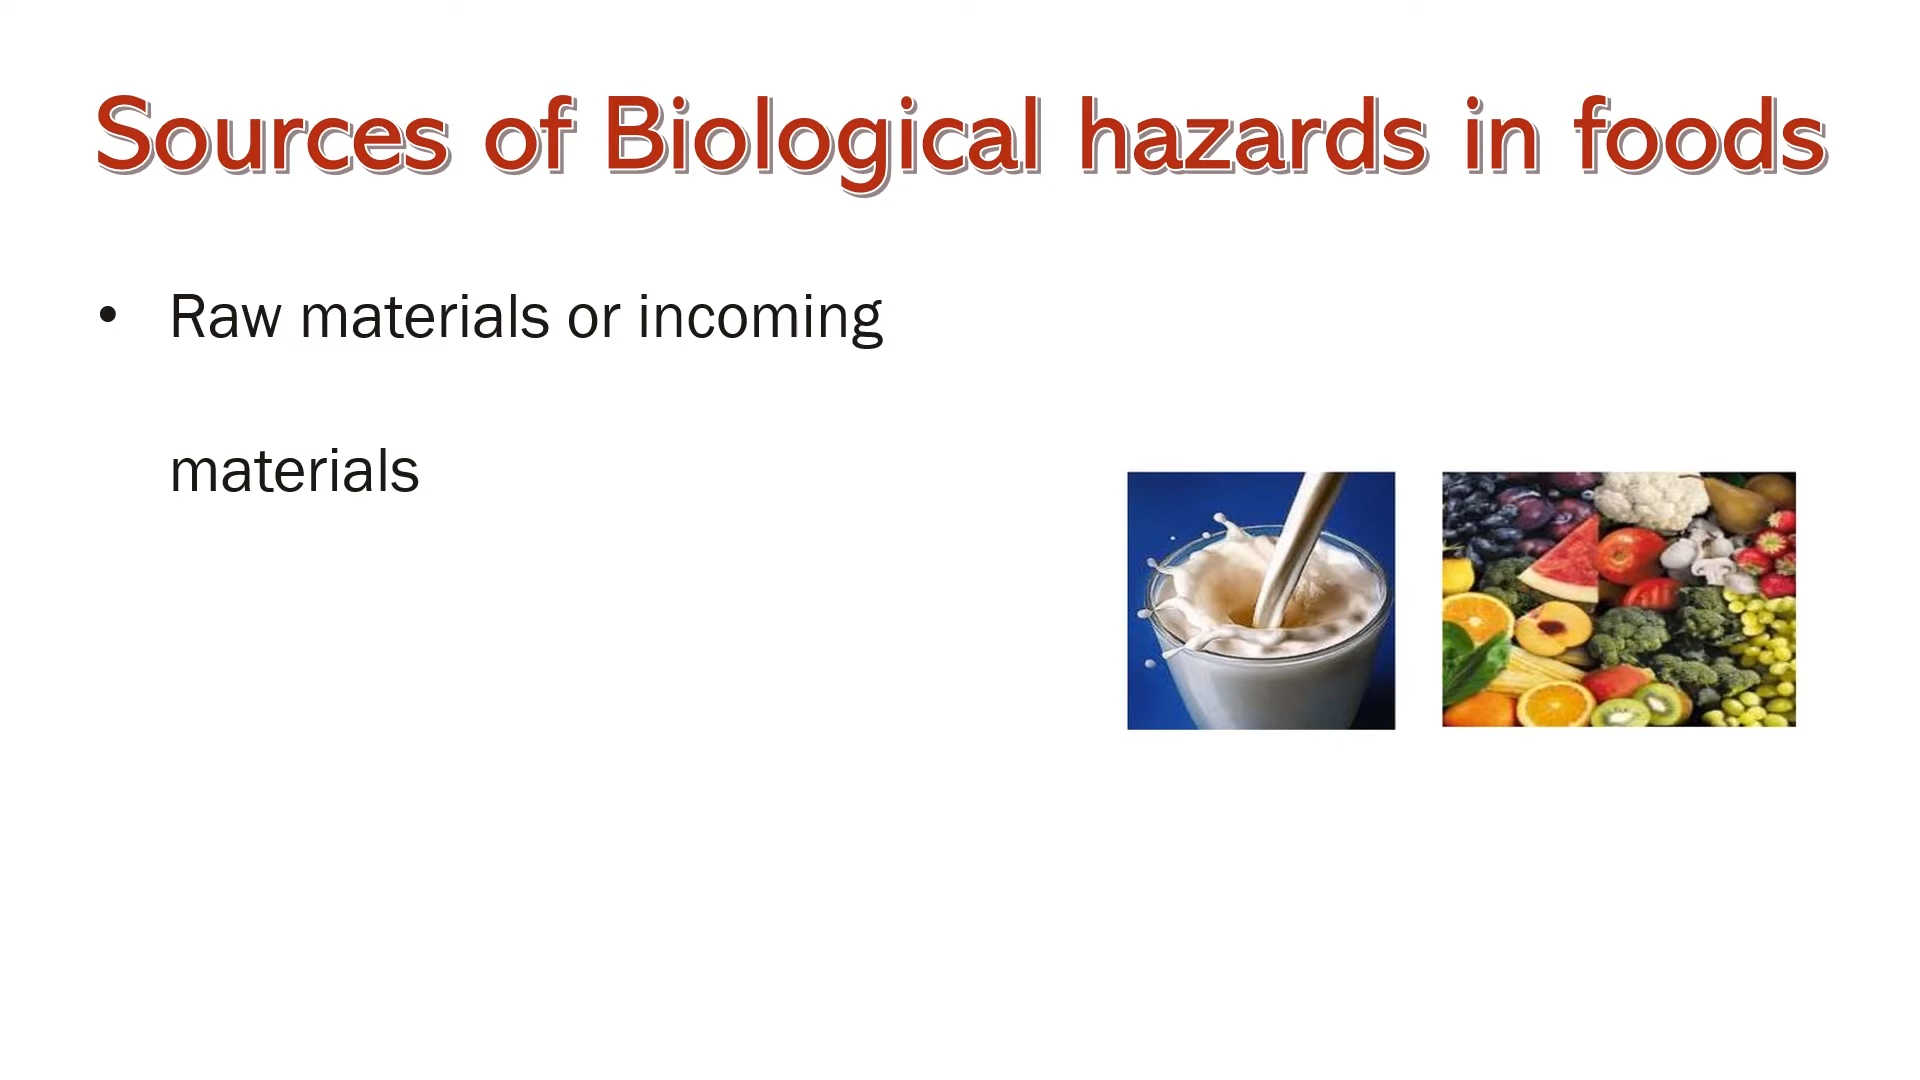 Sources of Biological hazards in foods
• Raw materials or incoming
materials